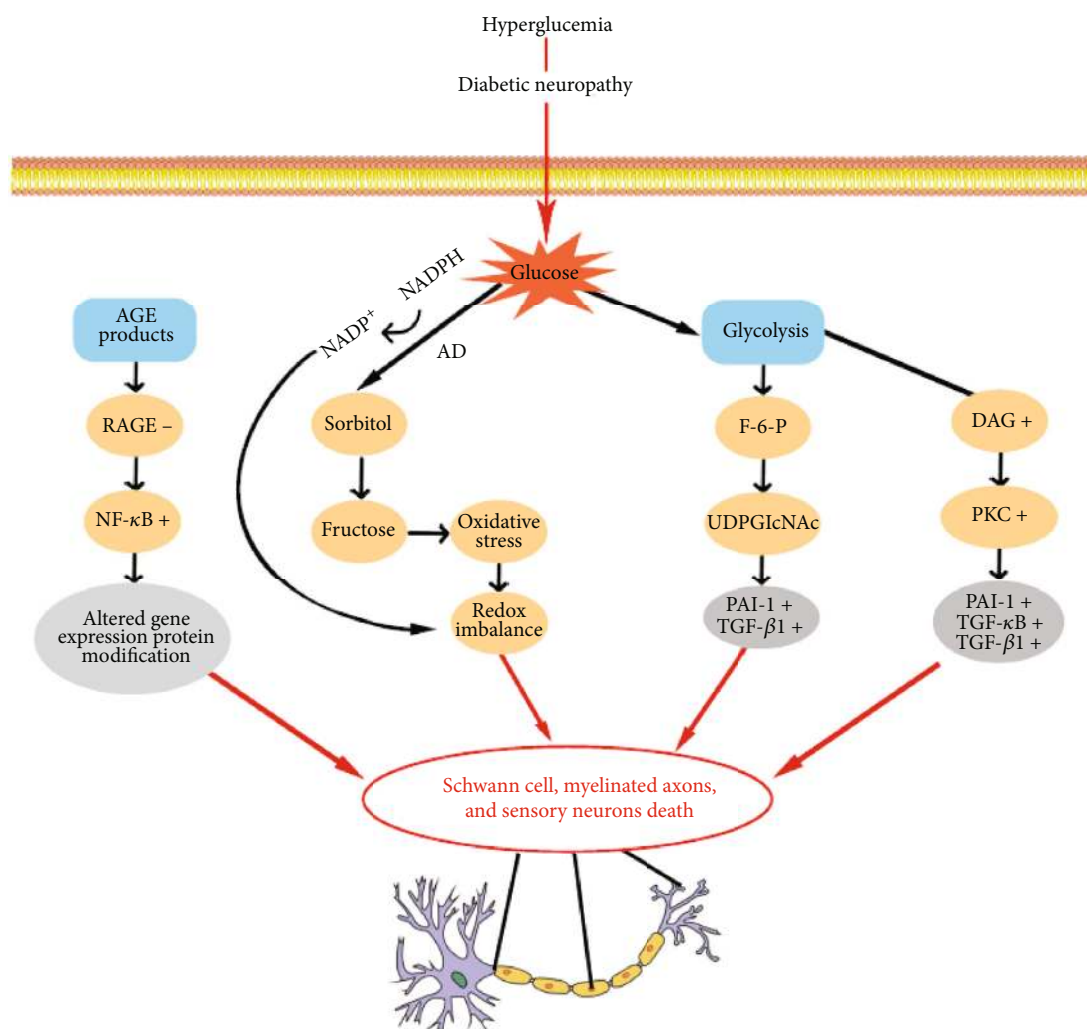 Hyperglucemia
Diabetic neuropathy
Glucose
NADPH
NADP⁺
AD
AGE
products
RAGE –
NF-κB +
Altered gene
expression protein
modification
Sorbitol
Fructose
Oxidative
stress
Redox
imbalance
Glycolysis
F-6-P
UDPGIcNAc
PAI-1 +
TGF-β1 +
DAG +
PKC +
PAI-1 +
TGF-κB +
TGF-β1 +
Schwann cell, myelinated axons,
and sensory neurons death